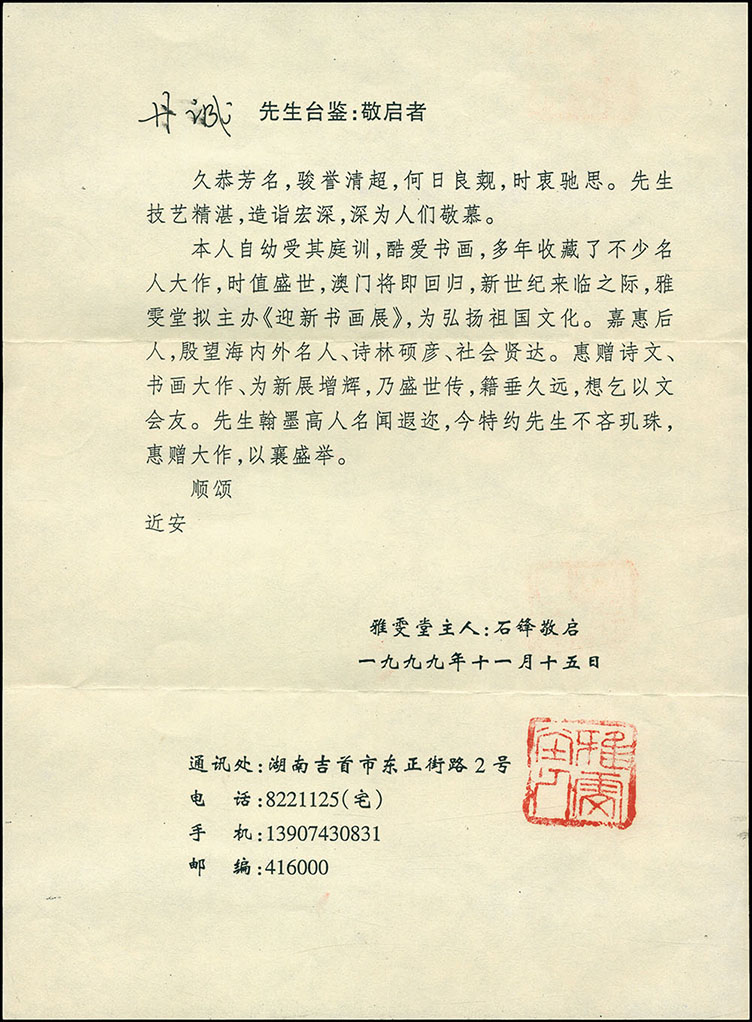 丹诚 先生台鉴：敬启者
久恭芳名，骏誉清超，何日良觌，时衷驰思。先生
技艺精湛，造诣宏深，深为人们敬慕。
本人自幼受其庭训，酷爱书画，多年收藏了不少名
人大作，时值盛世，澳门将即回归，新世纪来临之际，雅
雯堂拟主办《迎新书画展》，为弘扬祖国文化。嘉惠后
人，殷望海内外名人、诗林硕彦、社会贤达。惠赠诗文、
书画大作、为新展增辉，乃盛世传，籍垂久远，想乞以文
会友。先生翰墨高人名闻遐迩，今特约先生不吝玑珠，
惠赠大作，以襄盛举。
顺颂
近安
雅雯堂主人：石锋敬启
一九九九年十一月十五日
通讯处：湖南吉首市东正街路2号
电 话：8221125（宅）
手 机：13907430831
邮 编：416000